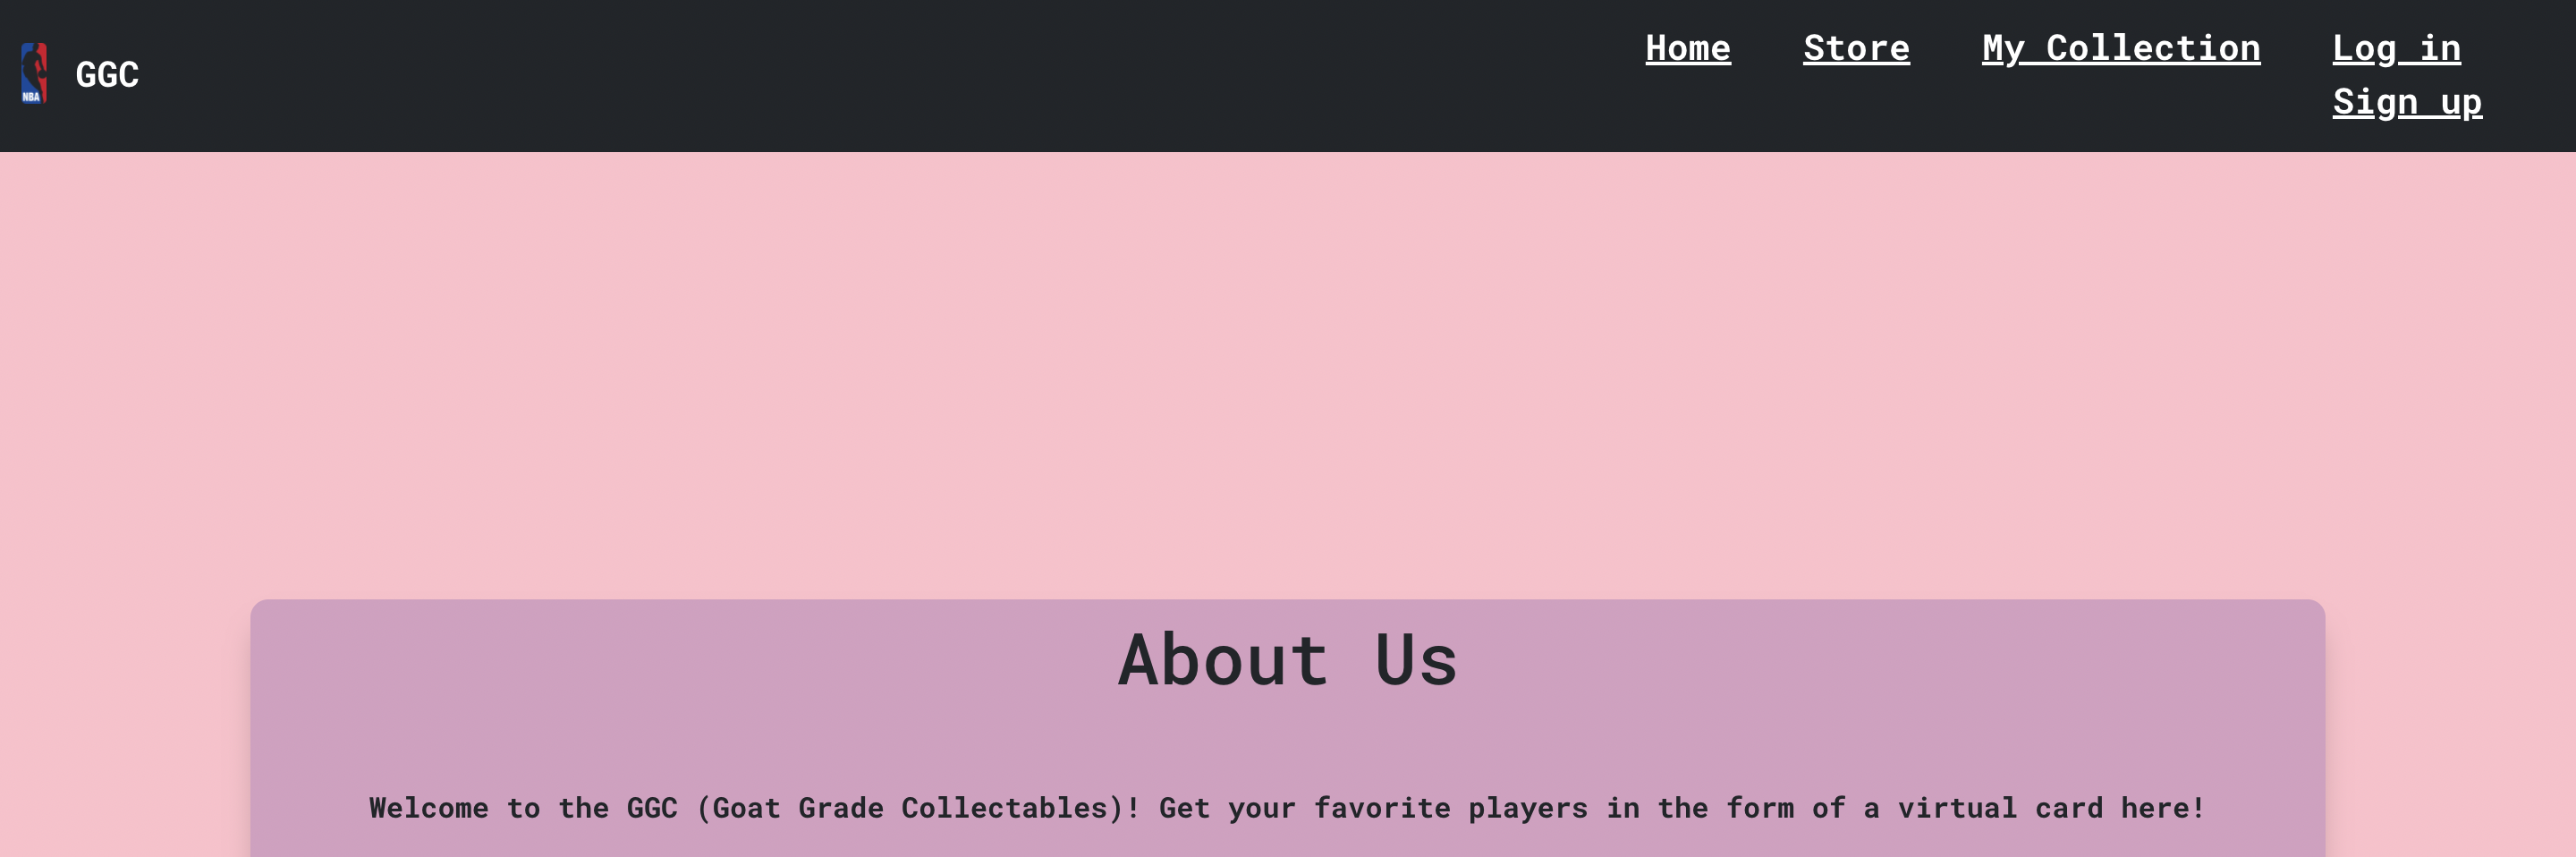 NBA
GGC
Home Store My Collection Log in
Sign up
About Us
Welcome to the GGC (Goat Grade Collectables)! Get your favorite players in the form of a virtual card here!